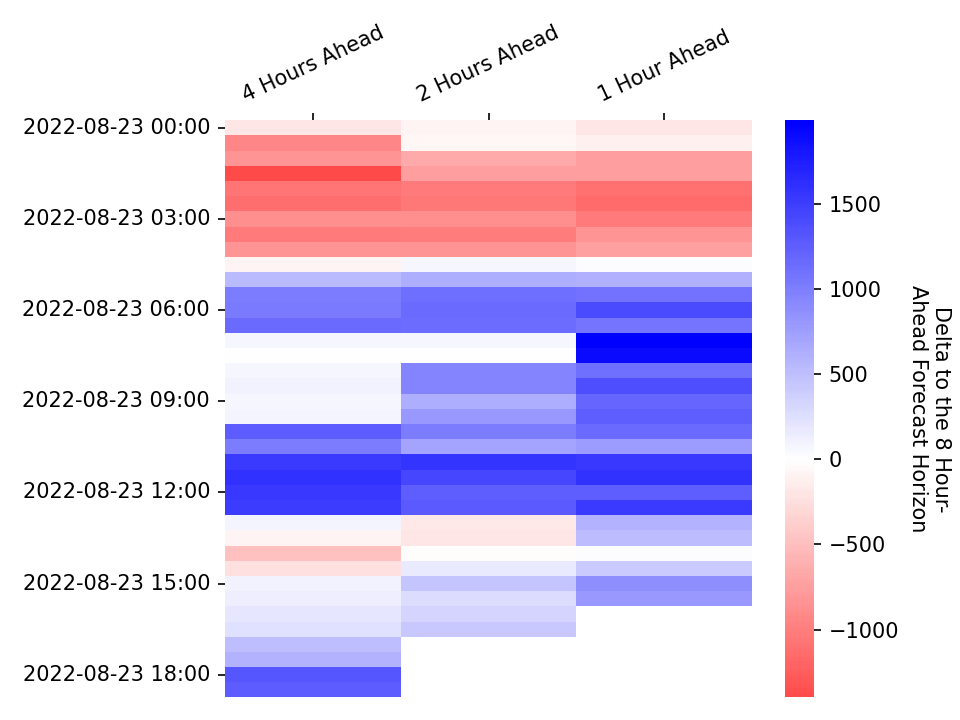 4 Hours Ahead
2 Hours Ahead
1 Hour Ahead
2022-08-23 00:00
2022-08-23 03:00
2022-08-23 06:00
2022-08-23 09:00
2022-08-23 12:00
2022-08-23 15:00
2022-08-23 18:00
1500
1000
500
0
−500
−1000
Delta to the 8 Hour-
Ahead Forecast Horizon